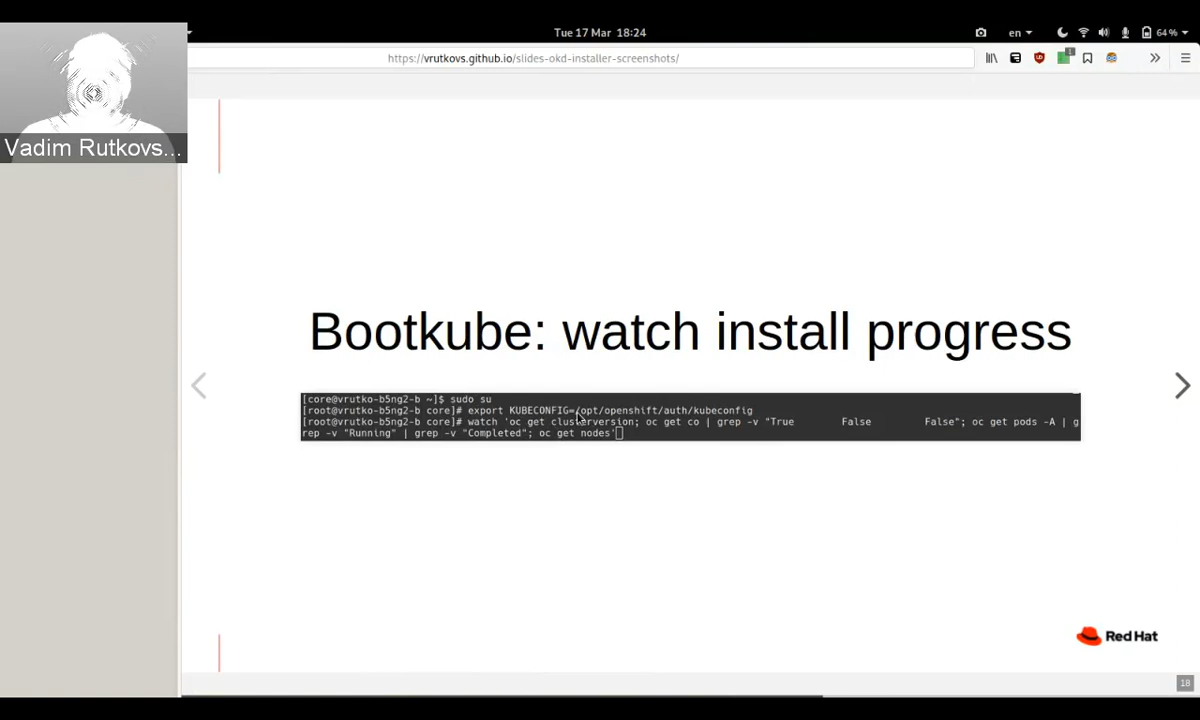 Tue 17 Mar 18:24
en
64 %
https://vrutkovs.github.io/slides-okd-installer-screenshots/
1
Vadim Rutkovs...
Bootkube: watch install progress
[core@vrutko-b5ng2-b ~]$ sudo su
[root@vrutko-b5ng2-b core]# export KUBECONFIG=/opt/openshift/auth/kubeconfig
[root@vrutko-b5ng2-b core]# watch 'oc get clusterversion; oc get co | grep -v "True        False         False"; oc get pods -A | g
rep -v "Running" | grep -v "Completed"; oc get nodes'
Red Hat
18